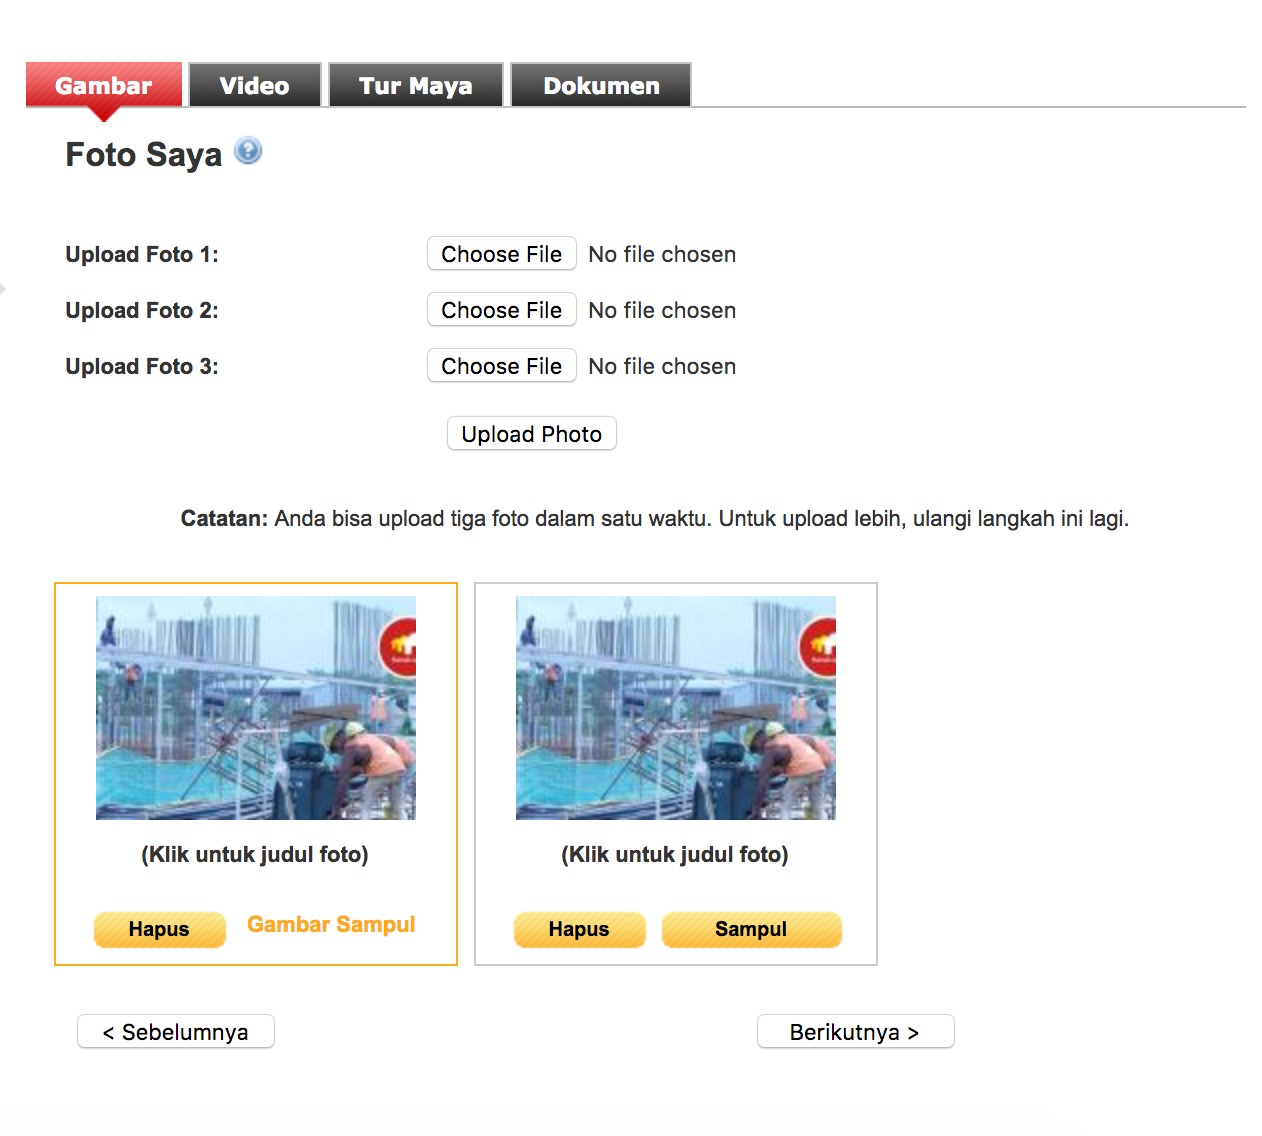 Gambar Video Tur Maya Dokumen
Foto Saya ?
Upload Foto 1: Choose File No file chosen
Upload Foto 2: Choose File No file chosen
Upload Foto 3: Choose File No file chosen
Upload Photo
Catatan: Anda bisa upload tiga foto dalam satu waktu. Untuk upload lebih, ulangi langkah ini lagi.
(Klik untuk judul foto) (Klik untuk judul foto)
Hapus Gambar Sampul Hapus Sampul
< Sebelumnya Berikutnya >